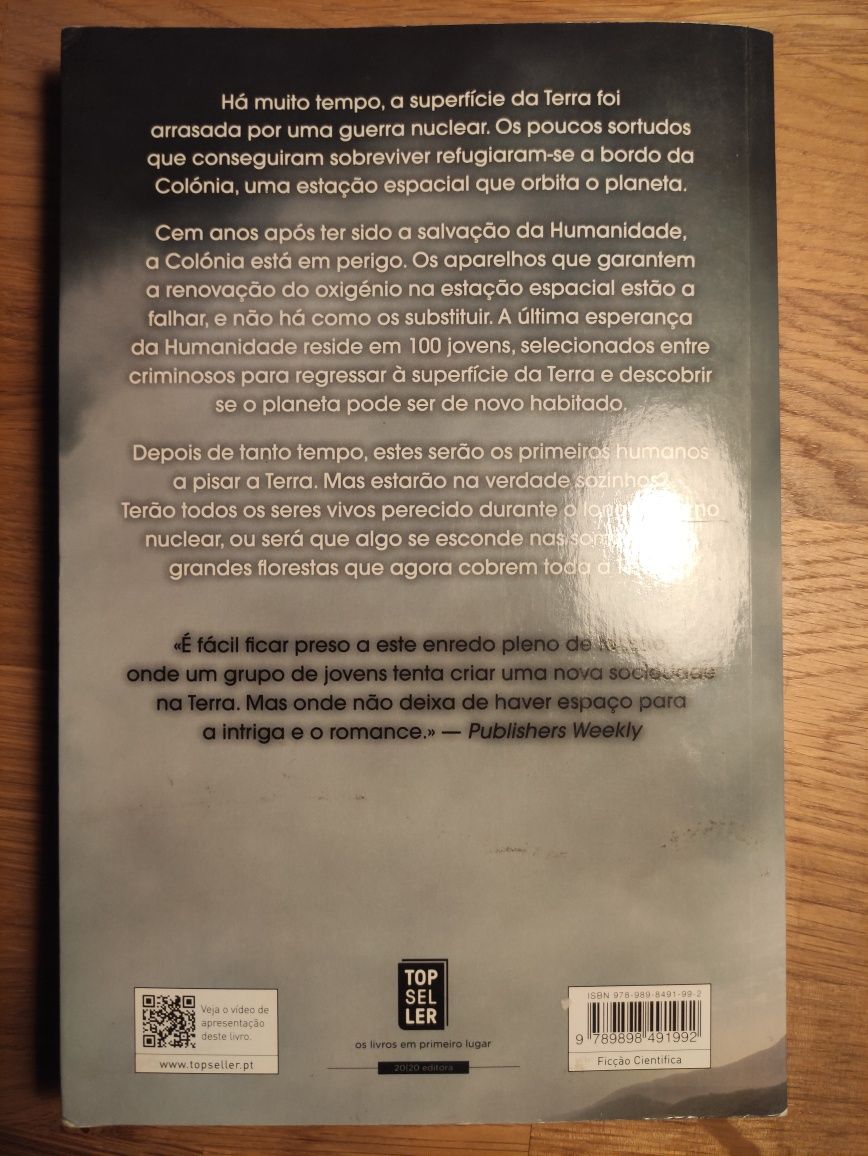 Há muito tempo, a superfície da Terra foi
arrasada por uma guerra nuclear. Os poucos sortudos
que conseguiram sobreviver refugiaram-se a bordo da
Colónia, uma estação espacial que orbita o planeta.
Cem anos após ter sido a salvação da Humanidade,
a Colónia está em perigo. Os aparelhos que garantem
a renovação do oxigénio na estação espacial estão a
falhar, e não há como os substituir. A última esperança
da Humanidade reside em 100 jovens, selecionados entre
criminosos para regressar à superfície da Terra e descobrir
se o planeta pode ser de novo habitado.
Depois de tanto tempo, estes serão os primeiros humanos
a pisar a Terra. Mas estarão na verdade sozinhos?
Terão todos os seres vivos perecido durante o
nuclear, ou será que algo se esconde nas
grandes florestas que agora cobrem toda a
«É fácil ficar preso a este enredo pleno de
onde um grupo de jovens tenta criar uma nova sociedade
na Terra. Mas onde não deixa de haver espaço para
a intriga e o romance.» — Publishers Weekly
Veja o vídeo de
apresentação
deste livro.
www.topseller.pt
TOP
SEL
LER
os livros em primeiro lugar
20|20 editora
ISBN 978-989-8491-99-2
9 789898 491992
Ficção Científica